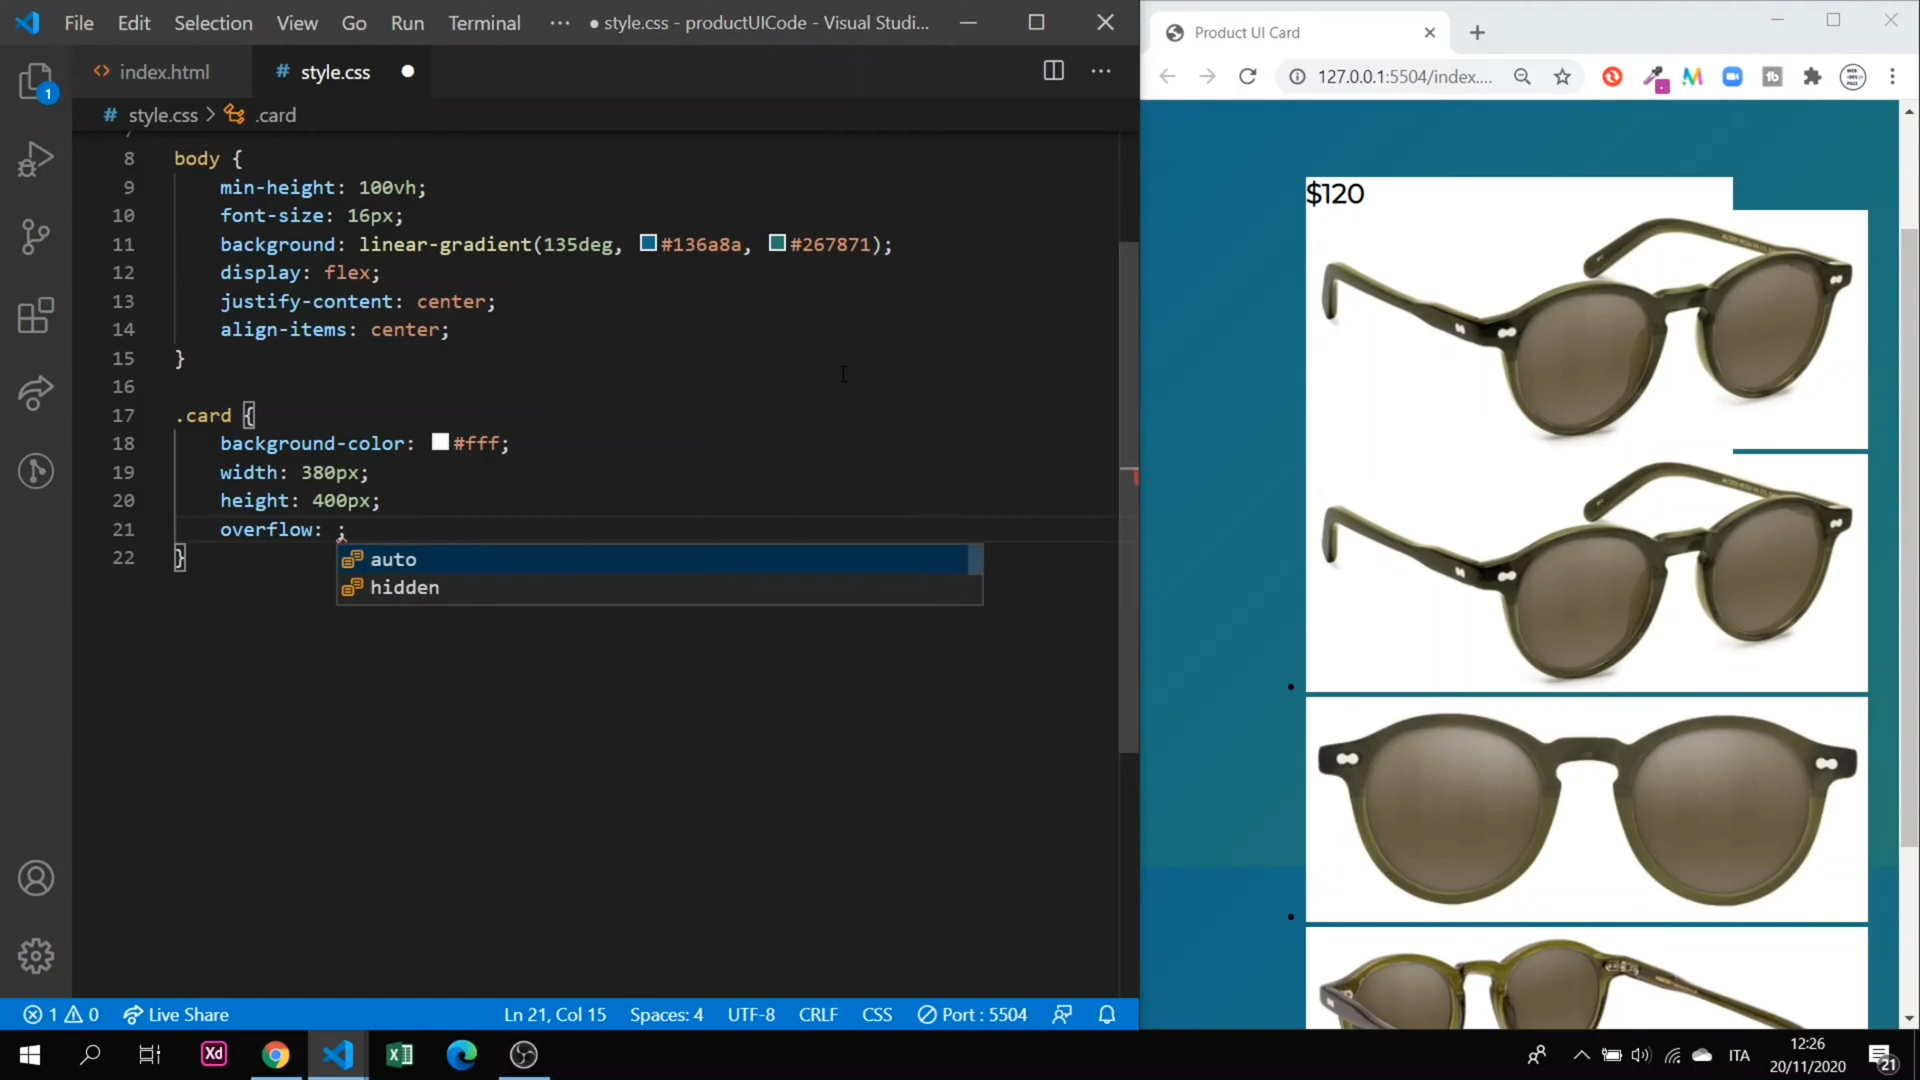 File Edit Selection View Go Run Terminal ··· ● style.css - productUICode - Visual Studi...
index.html
# style.css ●
# style.css > .card
8 body {
9 min-height: 100vh;
10 font-size: 16px;
11 background: linear-gradient(135deg, #136a8a, #267871);
12 display: flex;
13 justify-content: center;
14 align-items: center;
15 }
16
17 .card {
18 background-color: #fff;
19 width: 380px;
20 height: 400px;
21 overflow: ;
22 }
auto
hidden
1
1 0 Live Share Ln 21, Col 15 Spaces: 4 UTF-8 CRLF CSS Port : 5504
Product UI Card
127.0.0.1:5504/index....
$120
Xd
ITA
12:26
20/11/2020
21